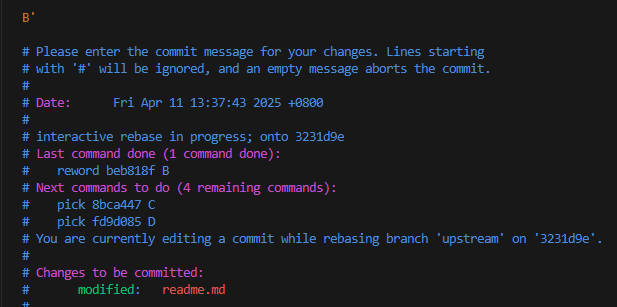 B'
# Please enter the commit message for your changes. Lines starting
# with '#' will be ignored, and an empty message aborts the commit.
#
# Date:      Fri Apr 11 13:37:43 2025 +0800
#
# interactive rebase in progress; onto 3231d9e
# Last command done (1 command done):
#    reword beb818f B
# Next commands to do (4 remaining commands):
#    pick 8bca447 C
#    pick fd9d085 D
# You are currently editing a commit while rebasing branch 'upstream' on '3231d9e'.
#
# Changes to be committed:
#       modified:   readme.md
#